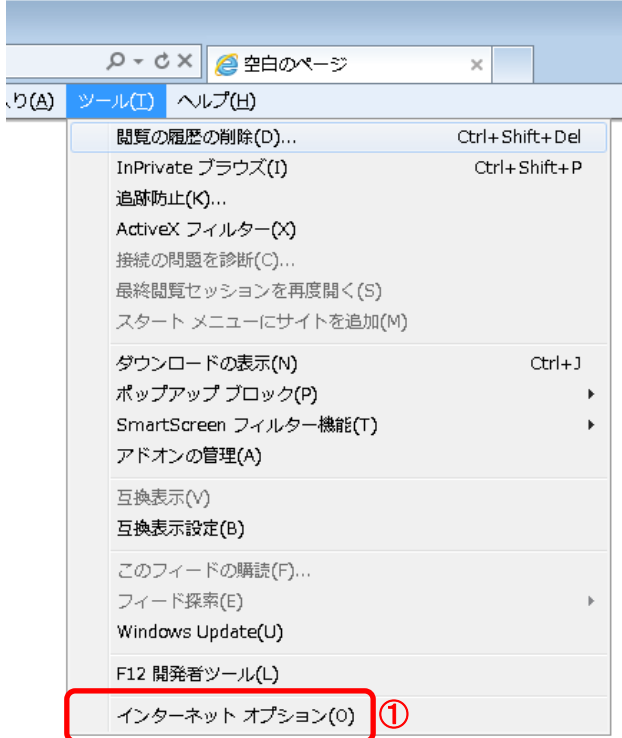 空白のページ
り(A) ツール(T) ヘルプ(H)
閲覧の履歴の削除(D)... Ctrl+Shift+Del
InPrivate ブラウズ(I) Ctrl+Shift+P
追跡防止(K)...
ActiveX フィルター(X)
接続の問題を診断(C)...
最終閲覧セッションを再度開く(S)
スタート メニューにサイトを追加(M)
ダウンロードの表示(N) Ctrl+J
ポップアップ ブロック(P)
SmartScreen フィルター機能(T)
アドオンの管理(A)
互換表示(V)
互換表示設定(B)
このフィードの購読(F)...
フィード探索(E)
Windows Update(U)
F12 開発者ツール(L)
インターネット オプション(O) ①